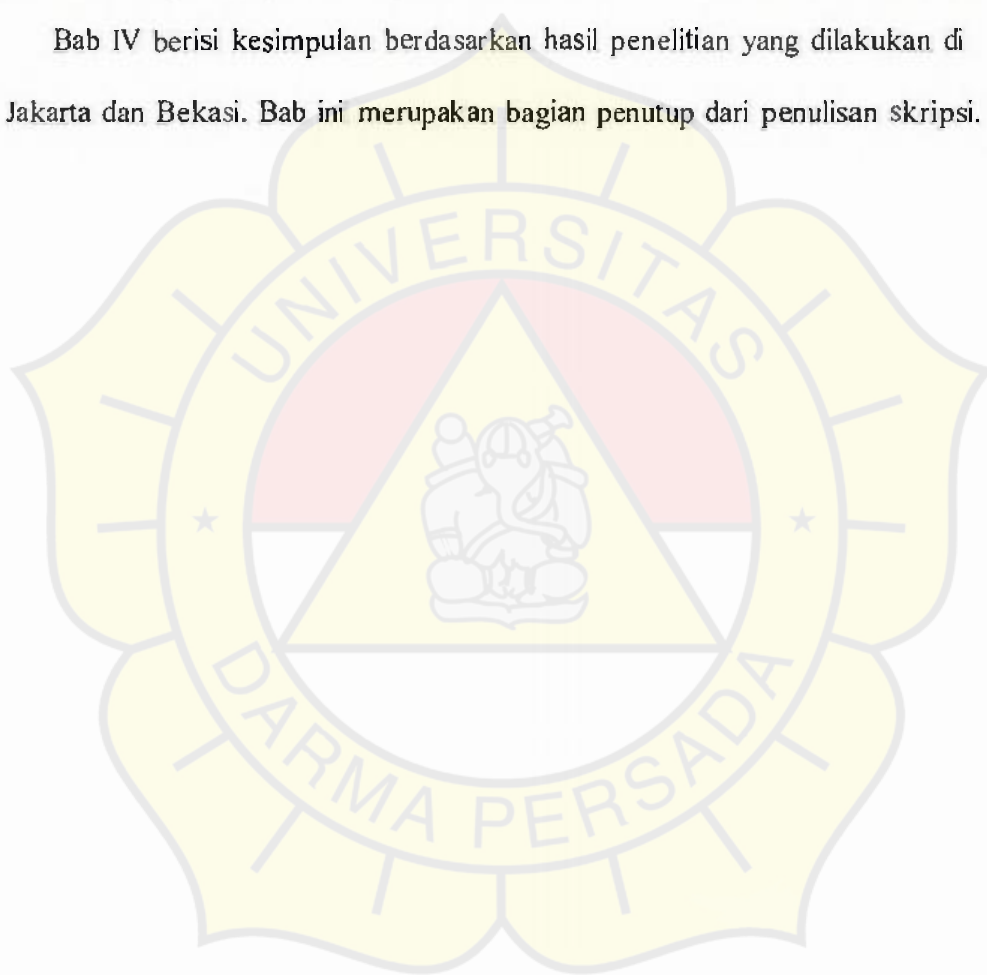 Bab IV berisi kesimpulan berdasarkan hasil penelitian yang dilakukan di
Jakarta dan Bekasi. Bab ini merupakan bagian penutup dari penulisan skripsi.
UNIVERSITAS
DARMA PERSADA